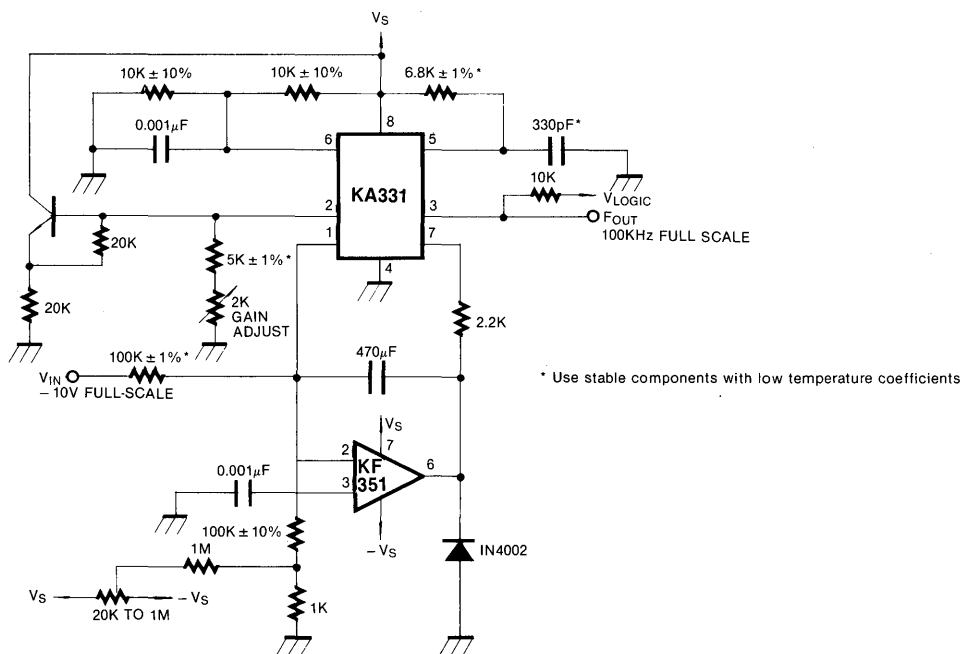 VS
10K ± 10%
10K ± 10%
6.8K ± 1% *
0.001μF
330pF*
8
6
5
KA331
10K
VLOGIC
2
3
FOUT
100KHz FULL SCALE
1
7
4
20K
5K ± 1% *
20K
2K
GAIN
ADJUST
2.2K
470μF
100K ± 1% *
VIN
− 10V FULL-SCALE
* Use stable components with low temperature coefficients
VS
7
2
KF
351
6
3
0.001μF
− VS
100K ± 10%
IN4002
1M
VS
− VS
20K TO 1M
1K